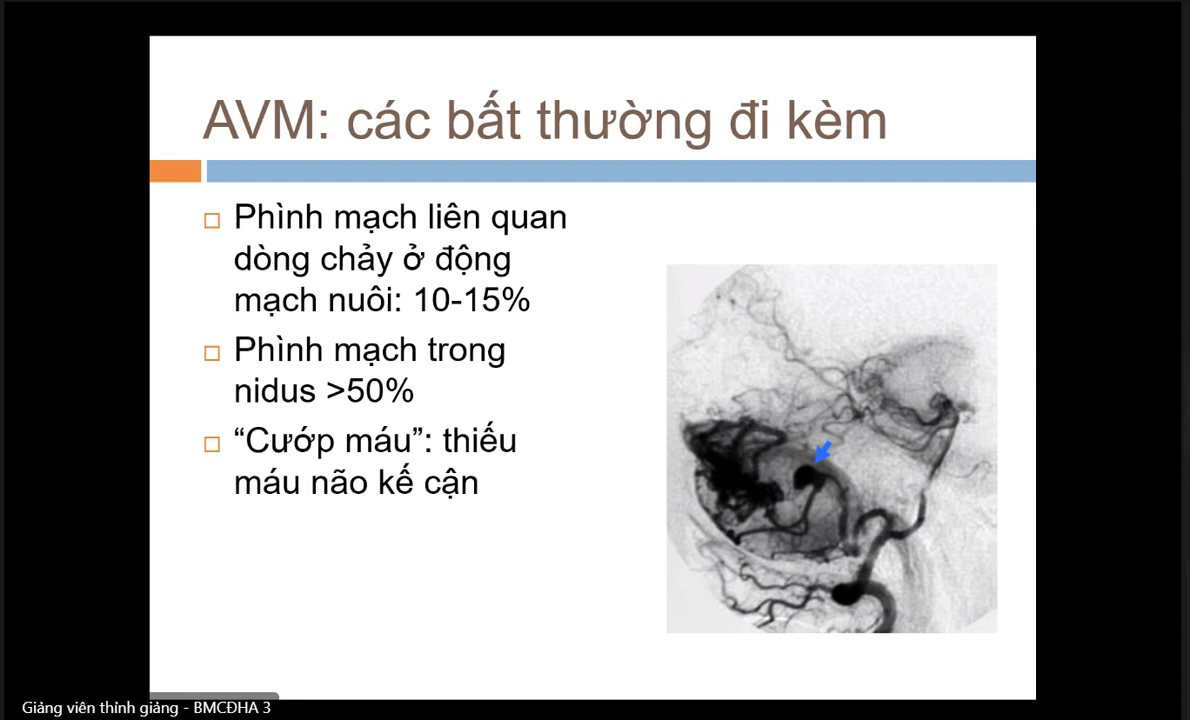 AVM: các bất thường đi kèm
Phình mạch liên quan
dòng chảy ở động
mạch nuôi: 10-15%
Phình mạch trong
nidus >50%
“Cướp máu”: thiếu
máu não kế cận
Giảng viên thỉnh giảng - BMCĐHA 3